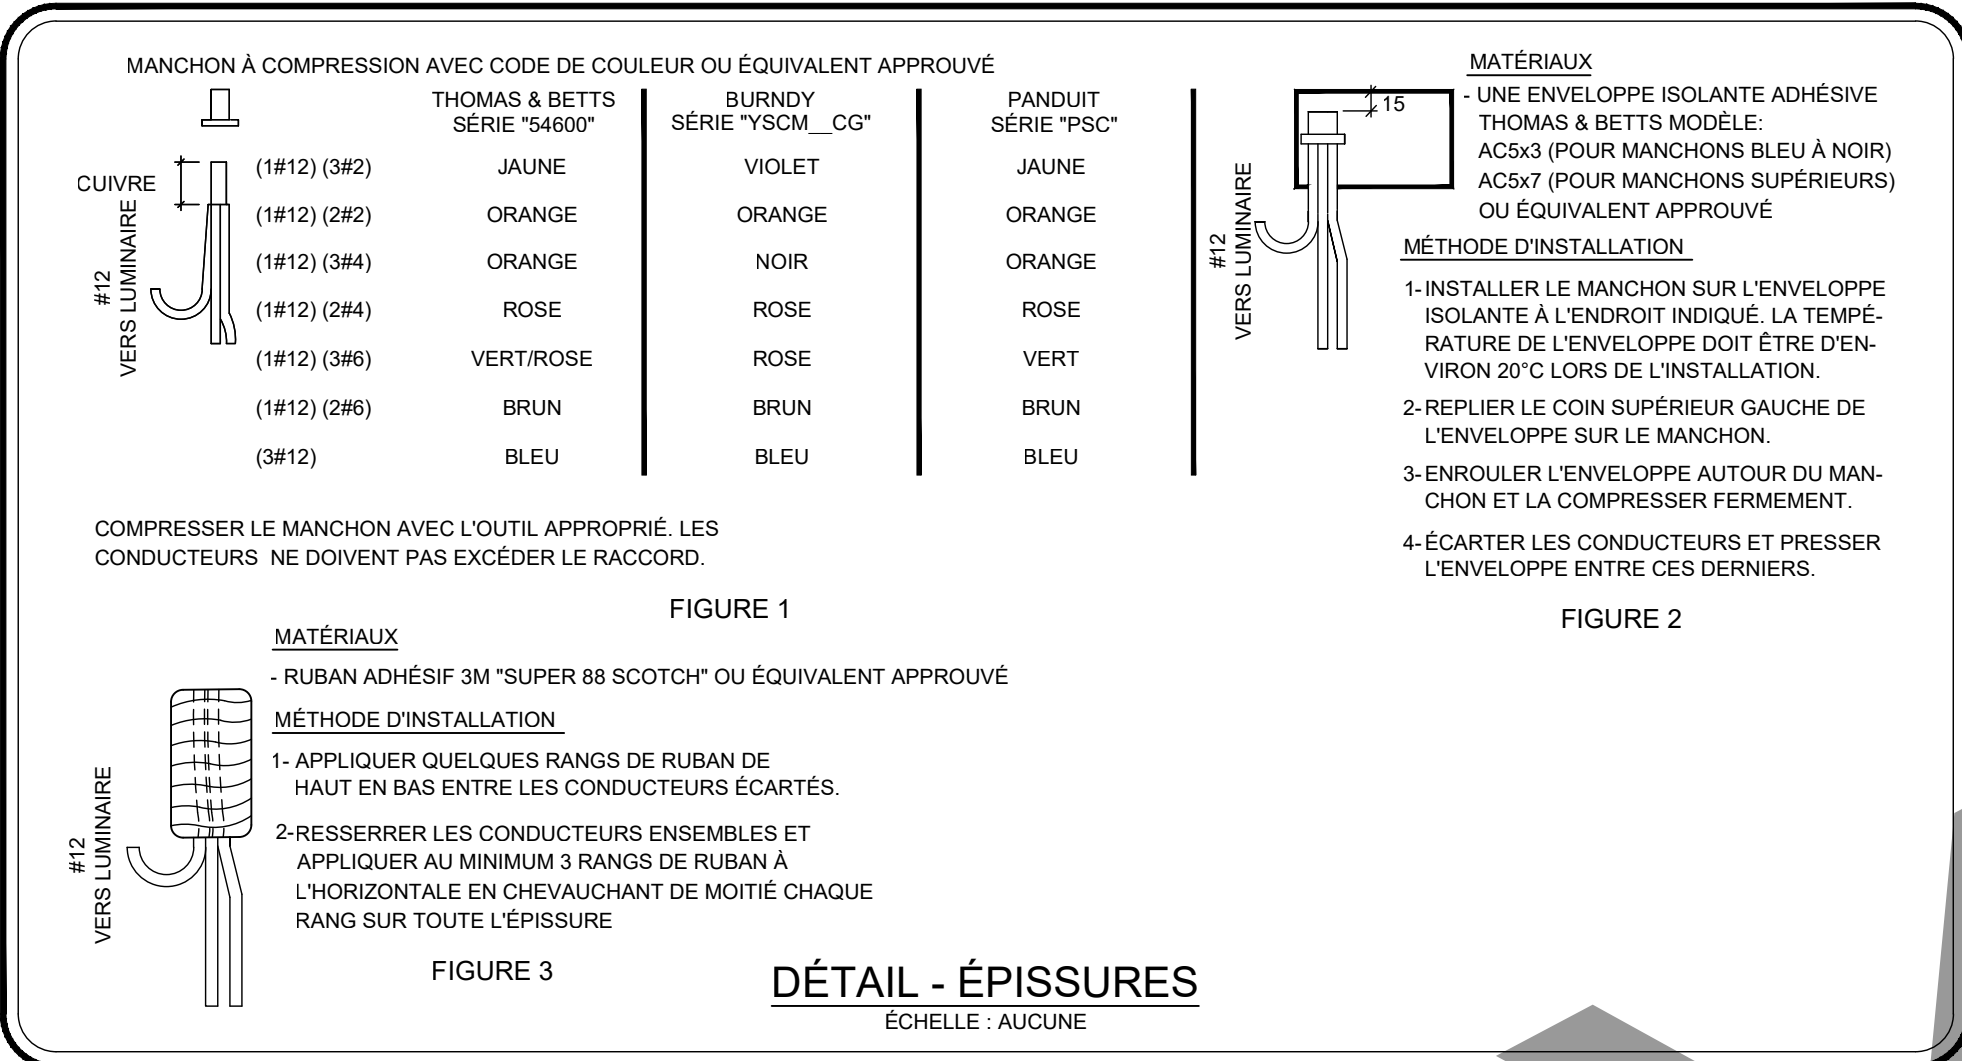 MANCHON À COMPRESSION AVEC CODE DE COULEUR OU ÉQUIVALENT APPROUVÉ
THOMAS & BETTS BURNDY PANDUIT
SÉRIE "54600" SÉRIE "YSCM__CG" SÉRIE "PSC"
(1#12) (3#2) JAUNE VIOLET JAUNE
(1#12) (2#2) ORANGE ORANGE ORANGE
(1#12) (3#4) ORANGE NOIR ORANGE
(1#12) (2#4) ROSE ROSE ROSE
(1#12) (3#6) VERT/ROSE ROSE VERT
(1#12) (2#6) BRUN BRUN BRUN
(3#12) BLEU BLEU BLEU
CUIVRE
#12
VERS LUMINAIRE
COMPRESSER LE MANCHON AVEC L'OUTIL APPROPRIÉ. LES
CONDUCTEURS NE DOIVENT PAS EXCÉDER LE RACCORD.
FIGURE 1
15
#12
VERS LUMINAIRE
MATÉRIAUX
- UNE ENVELOPPE ISOLANTE ADHÉSIVE
THOMAS & BETTS MODÈLE:
AC5x3 (POUR MANCHONS BLEU À NOIR)
AC5x7 (POUR MANCHONS SUPÉRIEURS)
OU ÉQUIVALENT APPROUVÉ
MÉTHODE D'INSTALLATION
1- INSTALLER LE MANCHON SUR L'ENVELOPPE
ISOLANTE À L'ENDROIT INDIQUÉ. LA TEMPÉ-
RATURE DE L'ENVELOPPE DOIT ÊTRE D'EN-
VIRON 20°C LORS DE L'INSTALLATION.
2- REPLIER LE COIN SUPÉRIEUR GAUCHE DE
L'ENVELOPPE SUR LE MANCHON.
3- ENROULER L'ENVELOPPE AUTOUR DU MAN-
CHON ET LA COMPRESSER FERMEMENT.
4- ÉCARTER LES CONDUCTEURS ET PRESSER
L'ENVELOPPE ENTRE CES DERNIERS.
FIGURE 2
MATÉRIAUX
- RUBAN ADHÉSIF 3M "SUPER 88 SCOTCH" OU ÉQUIVALENT APPROUVÉ
MÉTHODE D'INSTALLATION
1- APPLIQUER QUELQUES RANGS DE RUBAN DE
HAUT EN BAS ENTRE LES CONDUCTEURS ÉCARTÉS.
2- RESSERRER LES CONDUCTEURS ENSEMBLES ET
APPLIQUER AU MINIMUM 3 RANGS DE RUBAN À
L'HORIZONTALE EN CHEVAUCHANT DE MOITIÉ CHAQUE
RANG SUR TOUTE L'ÉPISSURE
#12
VERS LUMINAIRE
FIGURE 3
DÉTAIL - ÉPISSURES
ÉCHELLE : AUCUNE